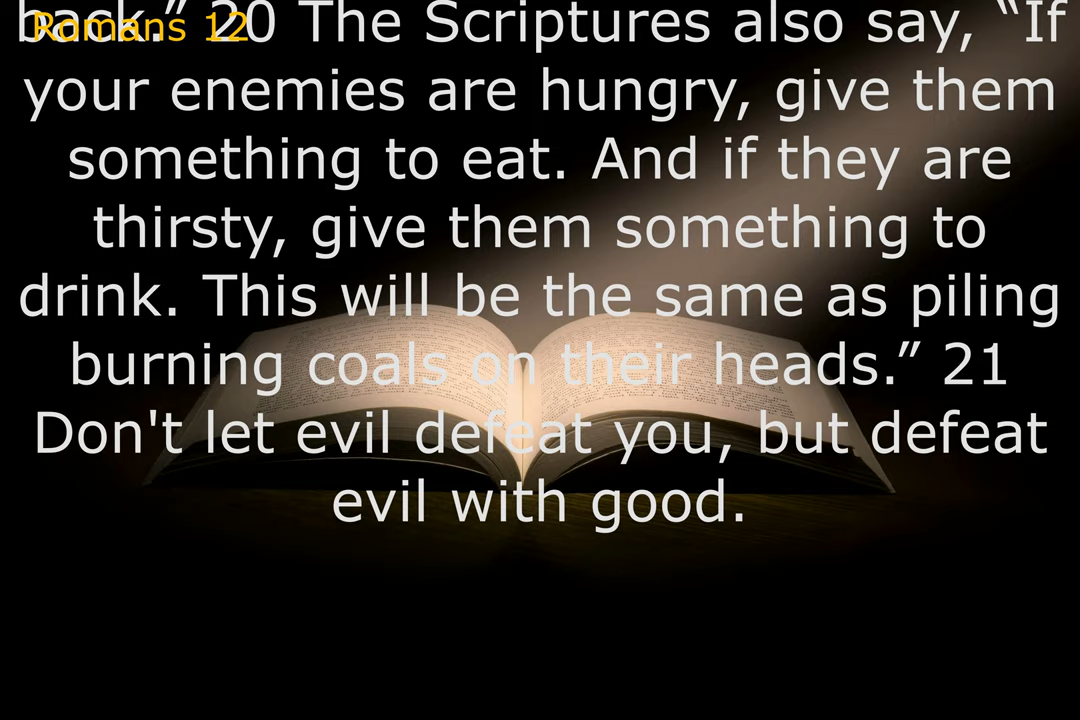 Romans 12
back.” 20 The Scriptures also say, “If
your enemies are hungry, give them
something to eat. And if they are
thirsty, give them something to
drink. This will be the same as piling
burning coals on their heads.” 21
Don't let evil defeat you, but defeat
evil with good.